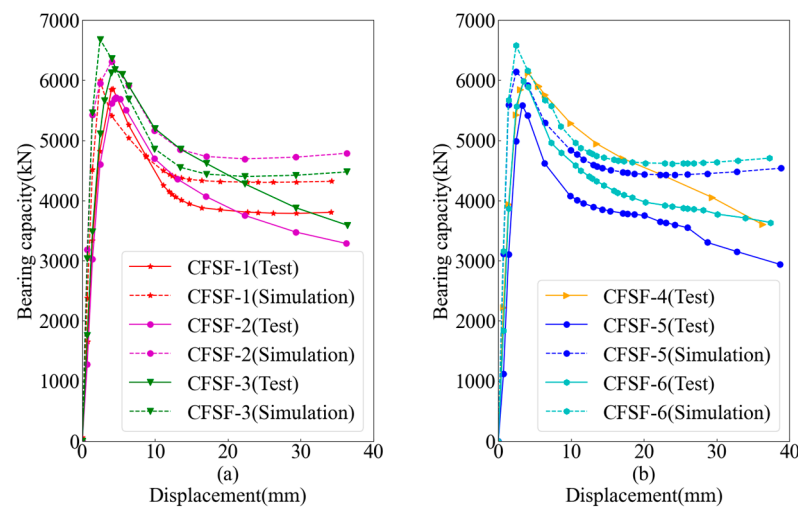 7000
6000
5000
4000
3000
2000
1000
0
Bearing capacity(kN)
CFSF-1(Test)
CFSF-1(Simulation)
CFSF-2(Test)
CFSF-2(Simulation)
CFSF-3(Test)
CFSF-3(Simulation)
0 10 20 30 40
(a)
Displacement(mm)
7000
6000
5000
4000
3000
2000
1000
0
Bearing capacity(kN)
CFSF-4(Test)
CFSF-5(Test)
CFSF-5(Simulation)
CFSF-6(Test)
CFSF-6(Simulation)
0 10 20 30 40
(b)
Displacement(mm)